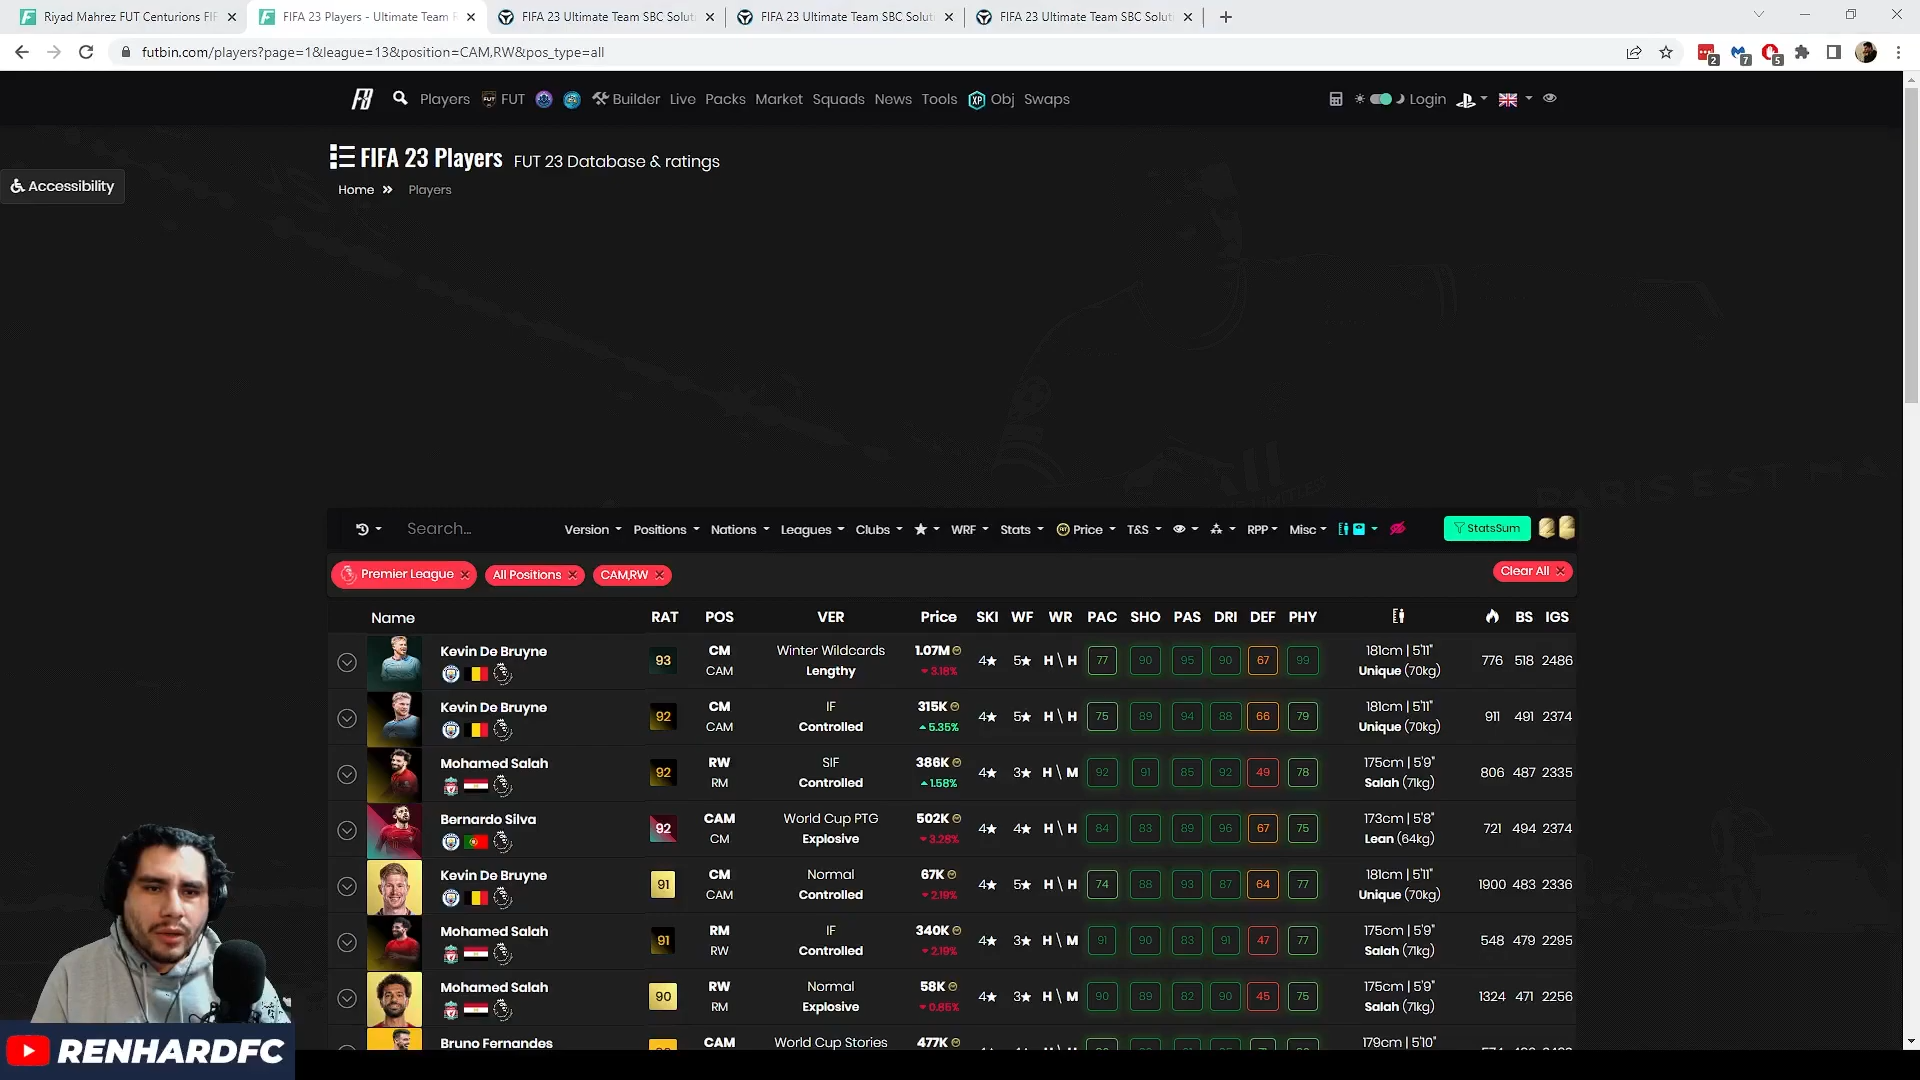 Riyad Mahrez FUT Centurions FIF
FIFA 23 Players - Ultimate Team R
FIFA 23 Ultimate Team SBC Soluti
FIFA 23 Ultimate Team SBC Soluti
FIFA 23 Ultimate Team SBC Soluti
futbin.com/players?page=1&league=13&position=CAM,RW&pos_type=all
2 7 5
Players FUT Builder Live Packs Market Squads News Tools XP Obj Swaps Login
FIFA 23 Players FUT 23 Database & ratings
Home » Players
Accessibility
Search... Version Positions Nations Leagues Clubs WRF Stats Price T&S RPP Misc StatsSum
Premier League × All Positions × CAM,RW × Clear All ×
Name RAT POS VER Price SKI WF WR PAC SHO PAS DRI DEF PHY BS IGS
Kevin De Bruyne 93 CM CAM Winter Wildcards Lengthy 1.07M 3.18% 4★ 5★ H \ H 77 90 95 90 67 99 181cm | 5'11" Unique (70kg) 776 518 2486
Kevin De Bruyne 92 CM CAM IF Controlled 315K 5.35% 4★ 5★ H \ H 75 89 94 88 66 79 181cm | 5'11" Unique (70kg) 911 491 2374
Mohamed Salah 92 RW RM SIF Controlled 386K 1.58% 4★ 3★ H \ M 92 91 85 92 49 78 175cm | 5'9" Salah (71kg) 806 487 2335
Bernardo Silva 92 CAM CM World Cup PTG Explosive 502K 3.28% 4★ 4★ H \ H 84 83 89 96 67 75 173cm | 5'8" Lean (64kg) 721 494 2374
Kevin De Bruyne 91 CM CAM Normal Controlled 67K 2.19% 4★ 5★ H \ H 74 88 93 87 64 77 181cm | 5'11" Unique (70kg) 1900 483 2336
Mohamed Salah 91 RM RW IF Controlled 340K 2.19% 4★ 3★ H \ M 91 90 83 91 47 77 175cm | 5'9" Salah (71kg) 548 479 2295
Mohamed Salah 90 RW RM Normal Explosive 58K 0.85% 4★ 3★ H \ M 90 89 82 90 45 75 175cm | 5'9" Salah (71kg) 1324 471 2256
Bruno Fernandes CAM World Cup Stories 477K 179cm | 5'10"
RENHARDFC